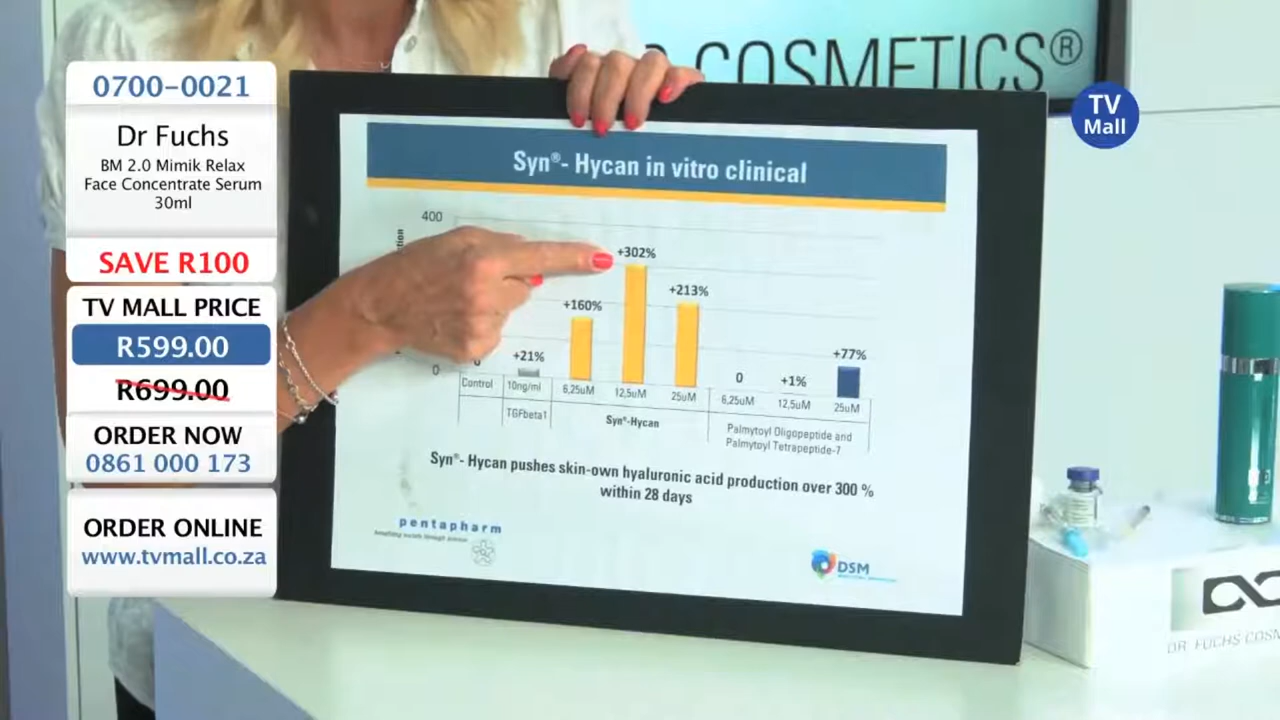 0700-0021
Dr Fuchs
BM 2.0 Mimik Relax
Face Concentrate Serum
30ml
SAVE R100
TV MALL PRICE
R599.00
R699.00
ORDER NOW
0861 000 173
ORDER ONLINE
www.tvmall.co.za
COSMETICS®
TV
Mall
Syn®- Hycan in vitro clinical
400
+302%
+213%
+160%
+77%
+21%
0
+1%
0
Control
10ng/ml
6,25uM
12,5uM
25uM
6,25uM
12,5uM
25uM
TGFbeta1
Syn®-Hycan
Palmytoyl Oligopeptide and
Palmytoyl Tetrapeptide-7
Syn®- Hycan pushes skin-own hyaluronic acid production over 300 %
within 28 days
pentapharm
DSM
DR FUCHS COSM